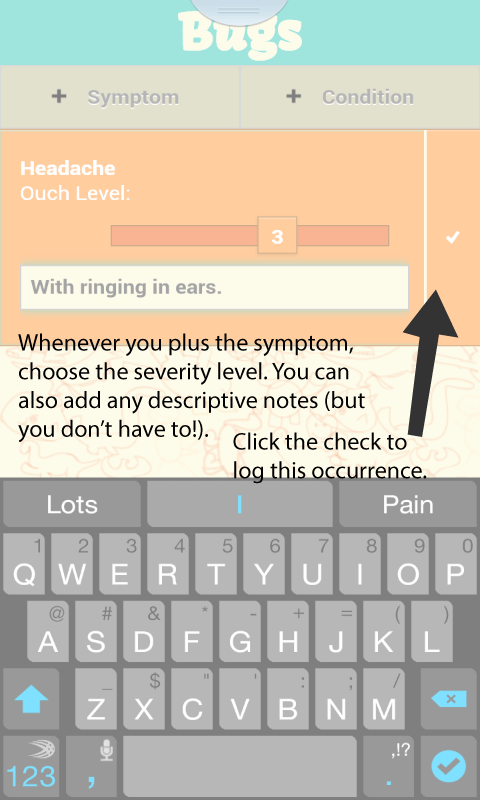 Bugs
+ Symptom + Condition
Headache
Ouch Level:
3
With ringing in ears.
Whenever you plus the symptom,
choose the severity level. You can
also add any descriptive notes (but
you don't have to!).
Click the check to
log this occurrence.
Lots I Pain
1 2 3 4 5 6 7 8 9 0
Q W E R T Y U I O P
@ # & * - + = ( )
A S D F G H J K L
_ $ " ' : ; /
Z X C V B N M
,!?
123 , .